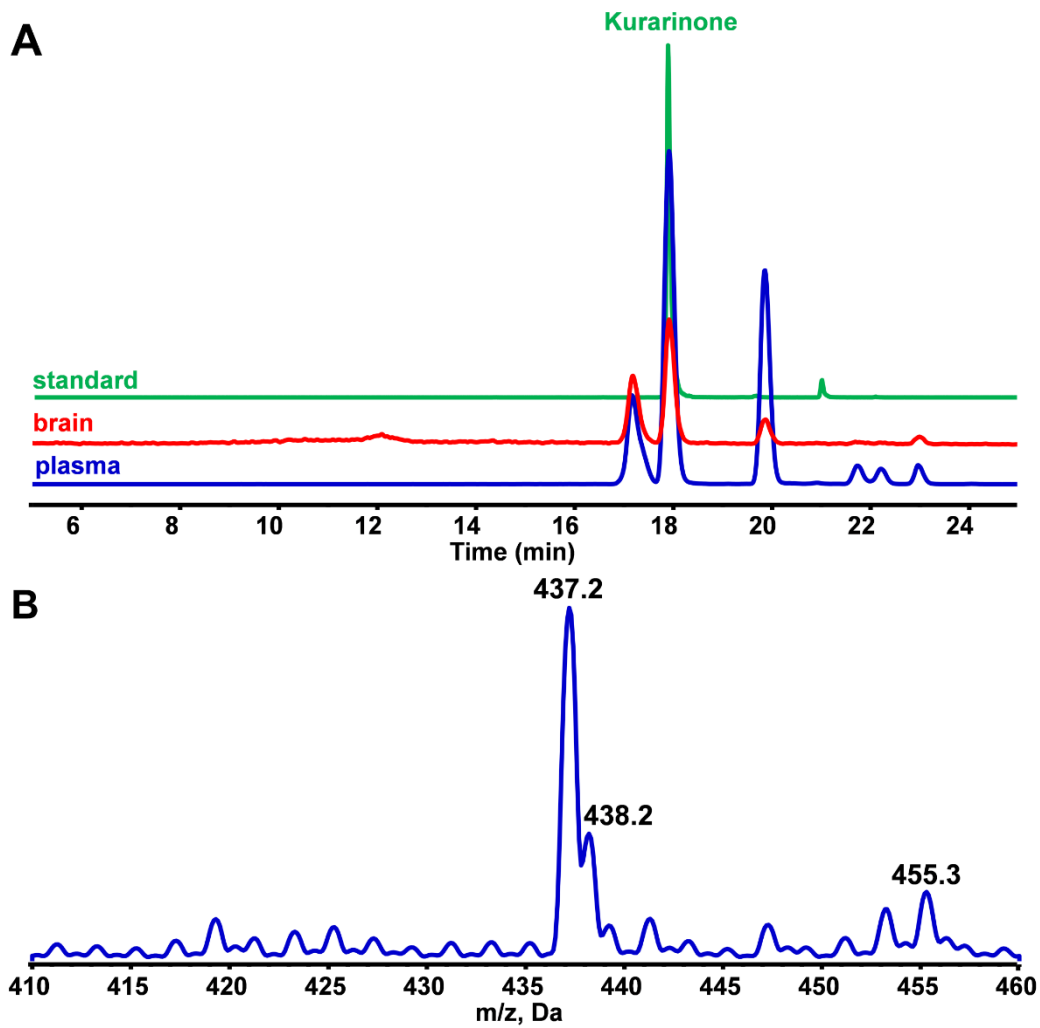 A
Kurarinone
standard
brain
plasma
6 8 10 12 14 16 18 20 22 24
Time (min)
B
437.2
438.2
455.3
410 415 420 425 430 435 440 445 450 455 460
m/z, Da